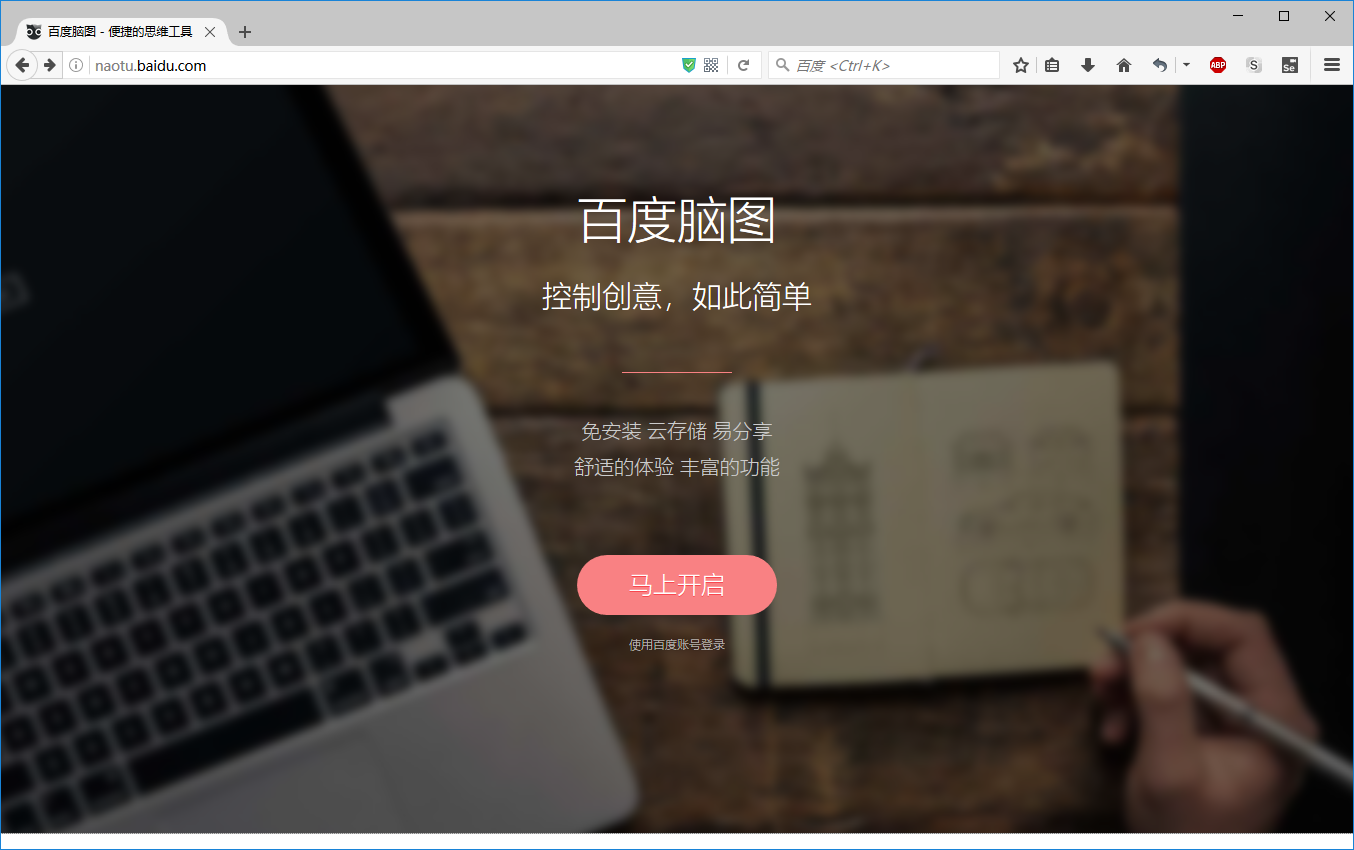 百度脑图 - 便捷的思维工具
naotu.baidu.com
百度 <Ctrl+K>
ABP
S
Se
百度脑图
控制创意，如此简单
免安装 云存储 易分享
舒适的体验 丰富的功能
马上开启
使用百度账号登录